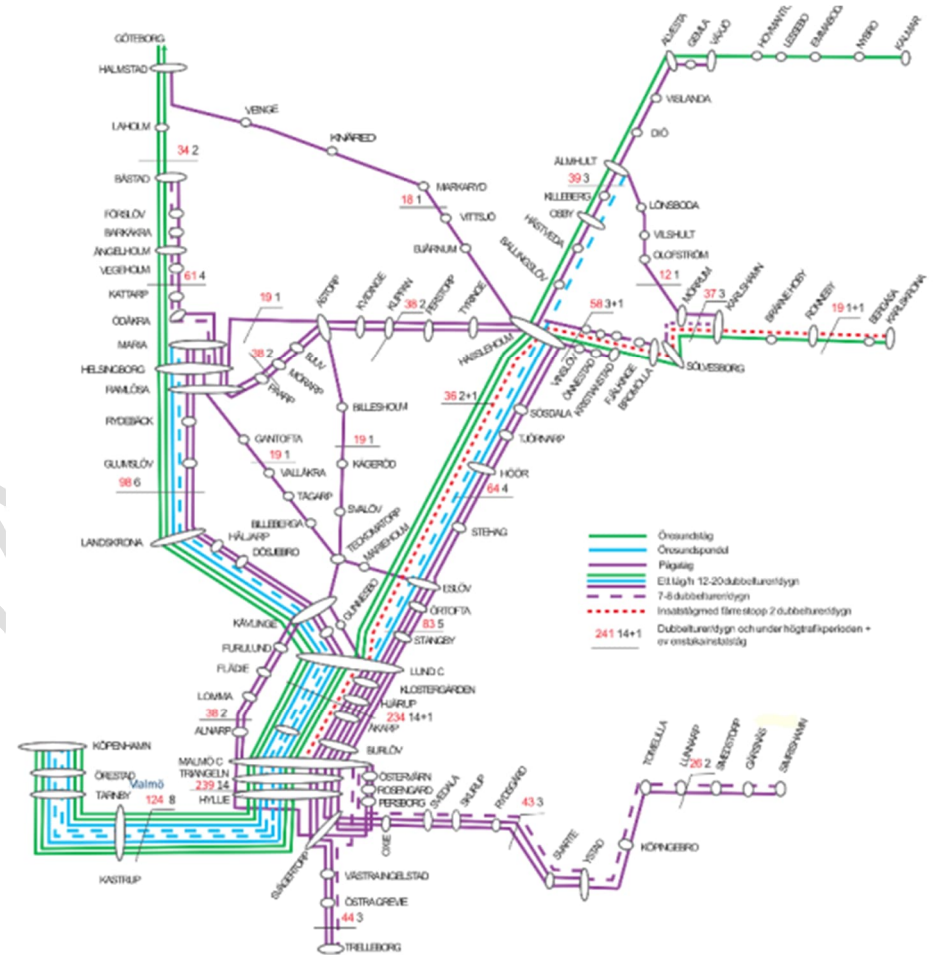 GÖTEBORG
HALMSTAD
VEINGE
KNÄRED
LAHOLM
34 2
MARKARYD
18 1
VITTSJÖ
BJÄRNUM
BÅSTAD
FÖRSLÖV
BARKÅKRA
ÄNGELHOLM
VEGEHOLM
61 4
KATTARP
ÖDÅKRA
MARIA
HELSINGBORG
RAMLÖSA
RYDEBÄCK
GLUMSLÖV
98 6
LANDSKRONA
19 1
ÅSTORP
KVIDINGE
KLIPPAN
38 2
PERSTORP
TYRINGE
HÄSSLEHOLM
38 2
BJUV
MÖRARP
PÅARP
BILLESHOLM
19 1
KÅGERÖD
SVALÖV
GANTOFTA
19 1
VALLÅKRA
TÅGARP
BILLEBERGA
TECKOMATORP
MARIEHOLM
HÄLJARP
DÖSJEBRO
ALVESTA
GEMLA
VÄXJÖ
HOVMANTORP
LESSEBO
EMMABODA
NYBRO
KALMAR
VISLANDA
DIÖ
ÄLMHULT
39 3
KILLEBERG
OSBY
HÄSTVEDA
BALLINGSLÖV
LÖNSBODA
VILSHULT
OLOFSTRÖM
12 1
MÖRRUM
37 3
KARLSHAMN
BRÄKNE HOBY
RONNEBY
19 1+1
BERGÅSA
KARLSKRONA
58 3+1
VINSLÖV
ÖNNESTAD
KRISTIANSTAD
FJÄLKINGE
BROMÖLLA
SÖLVESBORG
36 2+1
SÖSDALA
TJÖRNARP
HÖÖR
64 4
STEHAG
ESLÖV
ÖRTOFTA
83 5
STÅNGBY
GUNNESBO
KÄVLINGE
FURULUND
FLÄDIE
LOMMA
38 2
ALNARP
LUND C
KLOSTERGÅRDEN
HJÄRUP
234 14+1
ÅKARP
BURLÖV
MALMÖ C
TRIANGELN
239 14
HYLLIE
ÖSTERVÄRN
ROSENGÅRD
PERSBORG
KÖPENHAMN
ÖRESTAD
TÅRNBY
Malmö
124 8
KASTRUP
SVÅGERTORP
OXIE
SVEDALA
SKURUP
RYDSGÅRD
43 3
SVARTE
YSTAD
KÖPINGEBRO
TOMELILLA
LUNNARP
26 2
SMEDSTORP
GÄRSNÄS
SIMRISHAMN
VÄSTRA INGELSTAD
ÖSTRA GREVIE
44 3
TRELLEBORG
Öresundståg
Öresundspendel
Pågatåg
Ett tåg/h 12-20 dubbelturer/dygn
7-8 dubbelturer/dygn
Insatståg med färre stopp 2 dubbelturer/dygn
241 14+1
Dubbelturer/dygn och under högtrafikperioden +
ev enstaka insatståg